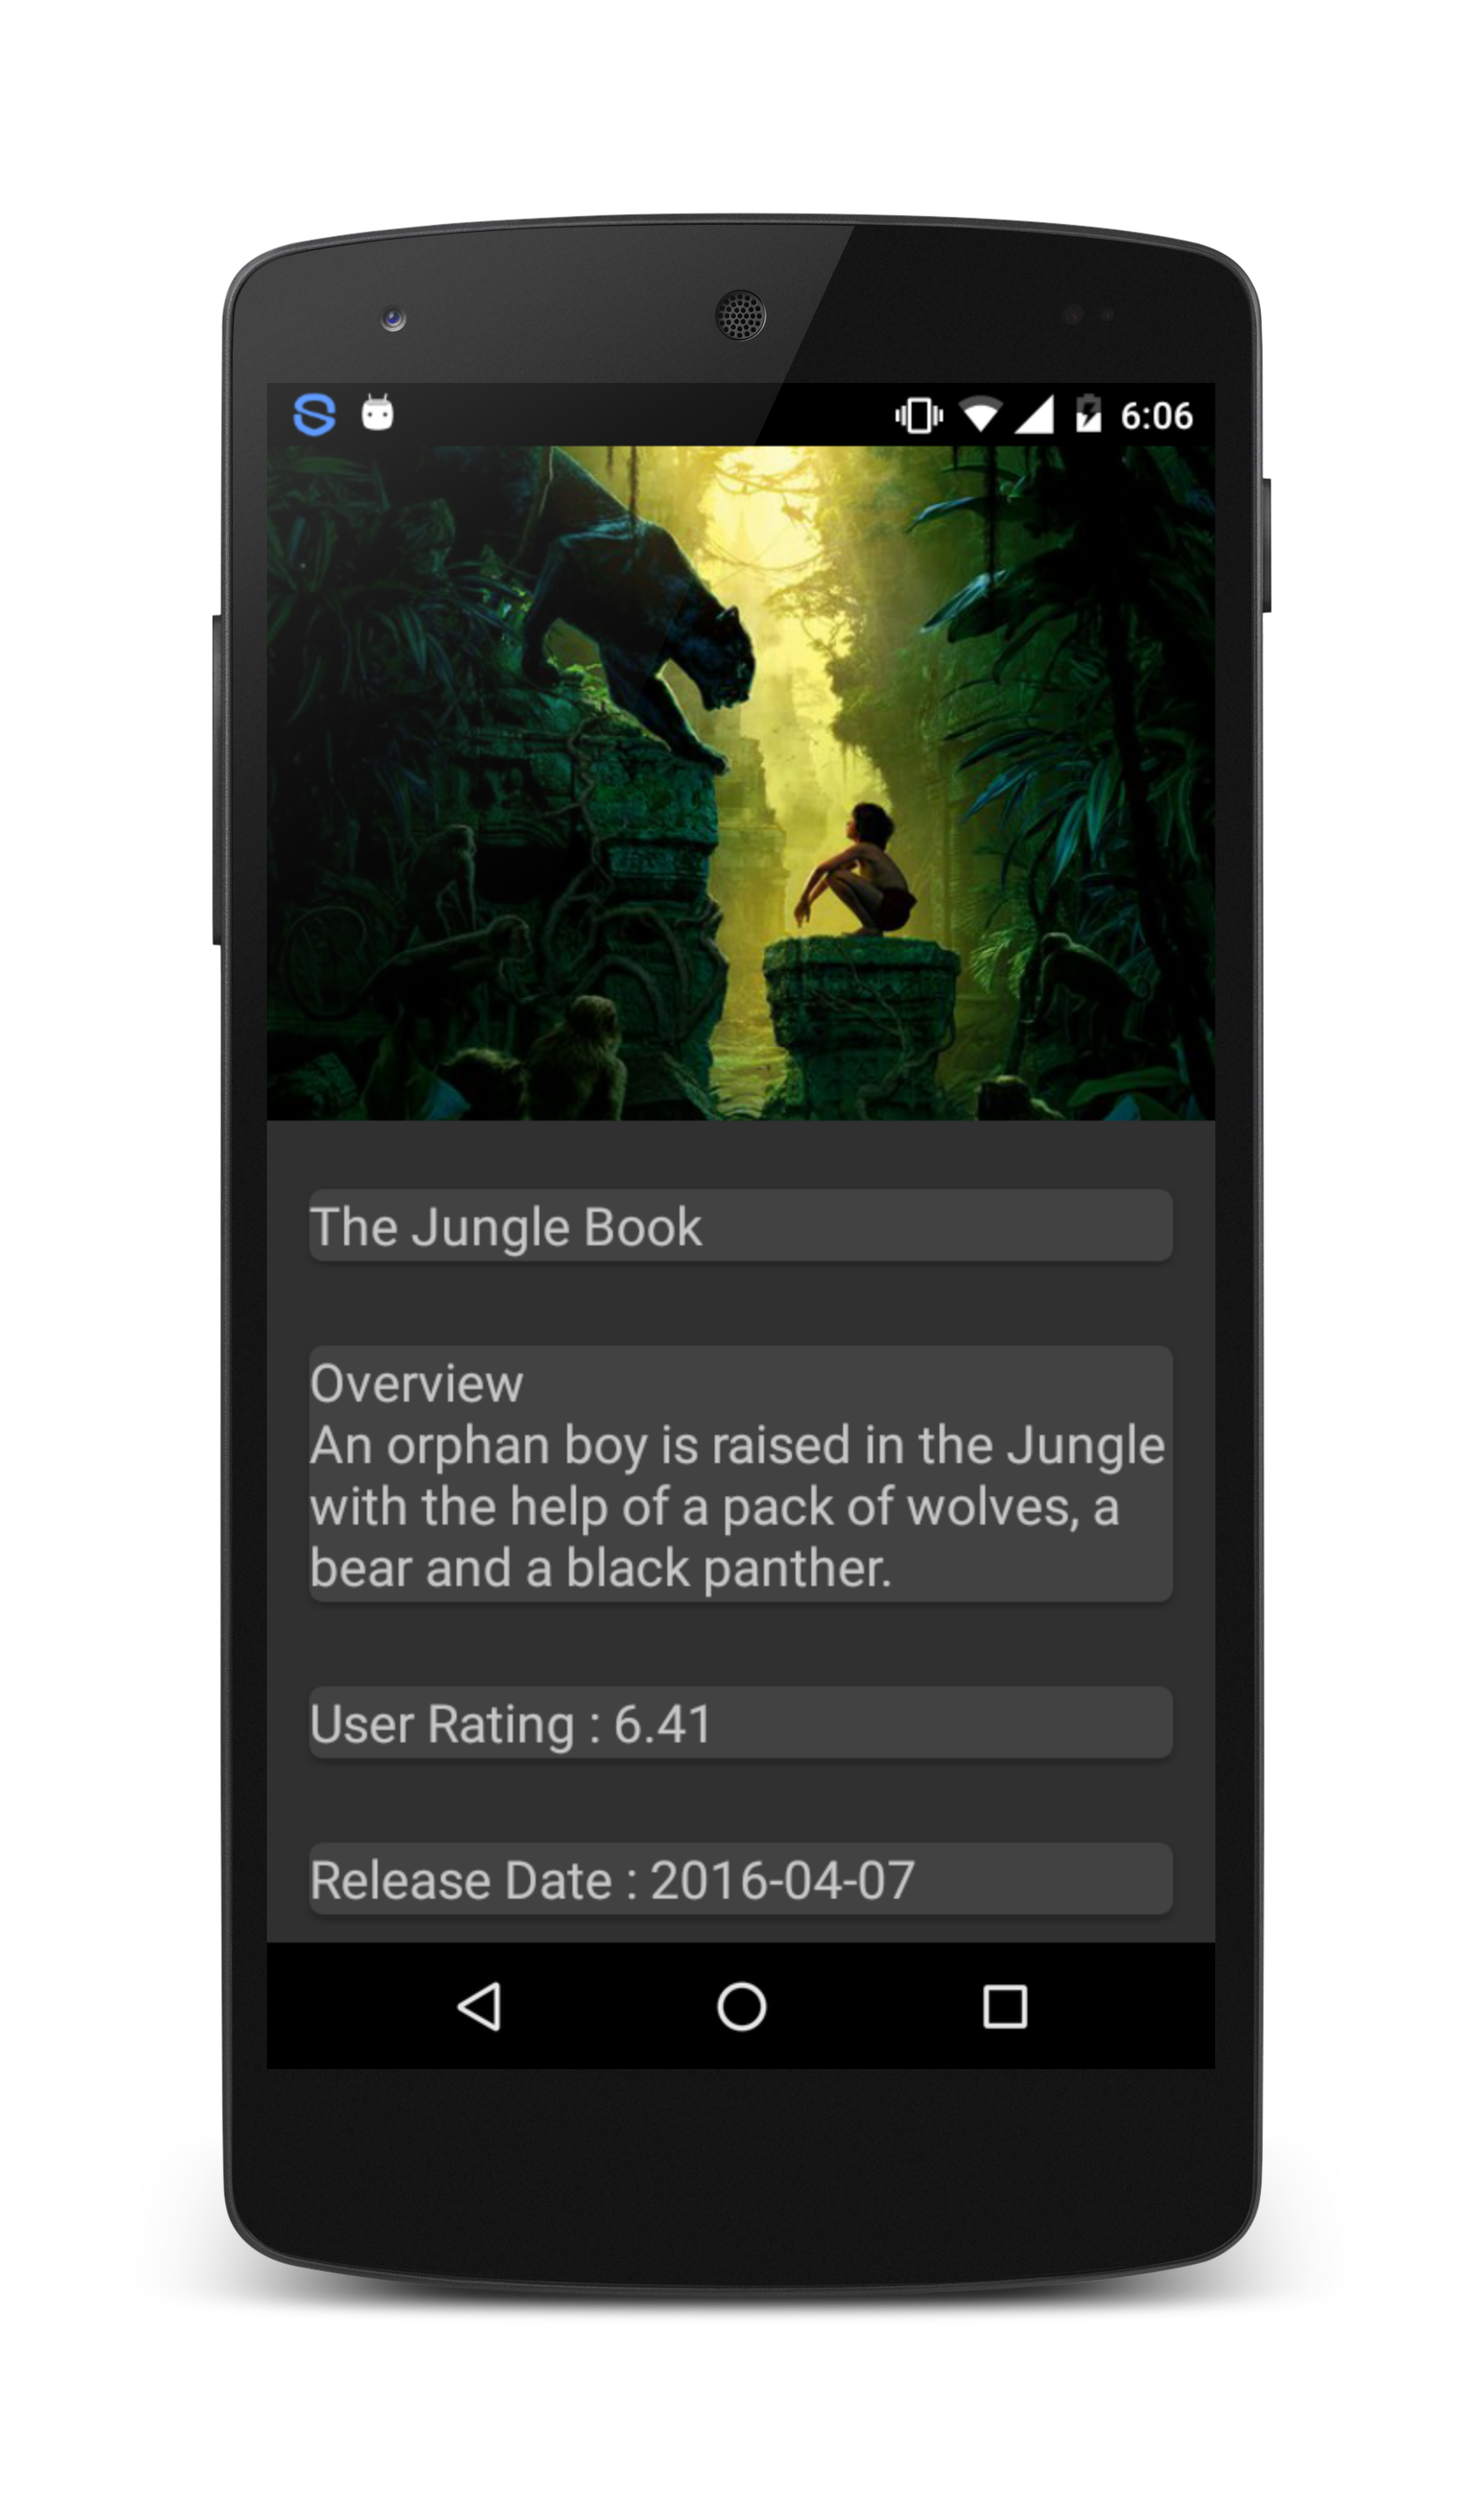 6:06
The Jungle Book
Overview
An orphan boy is raised in the Jungle
with the help of a pack of wolves, a
bear and a black panther.
User Rating : 6.41
Release Date : 2016-04-07